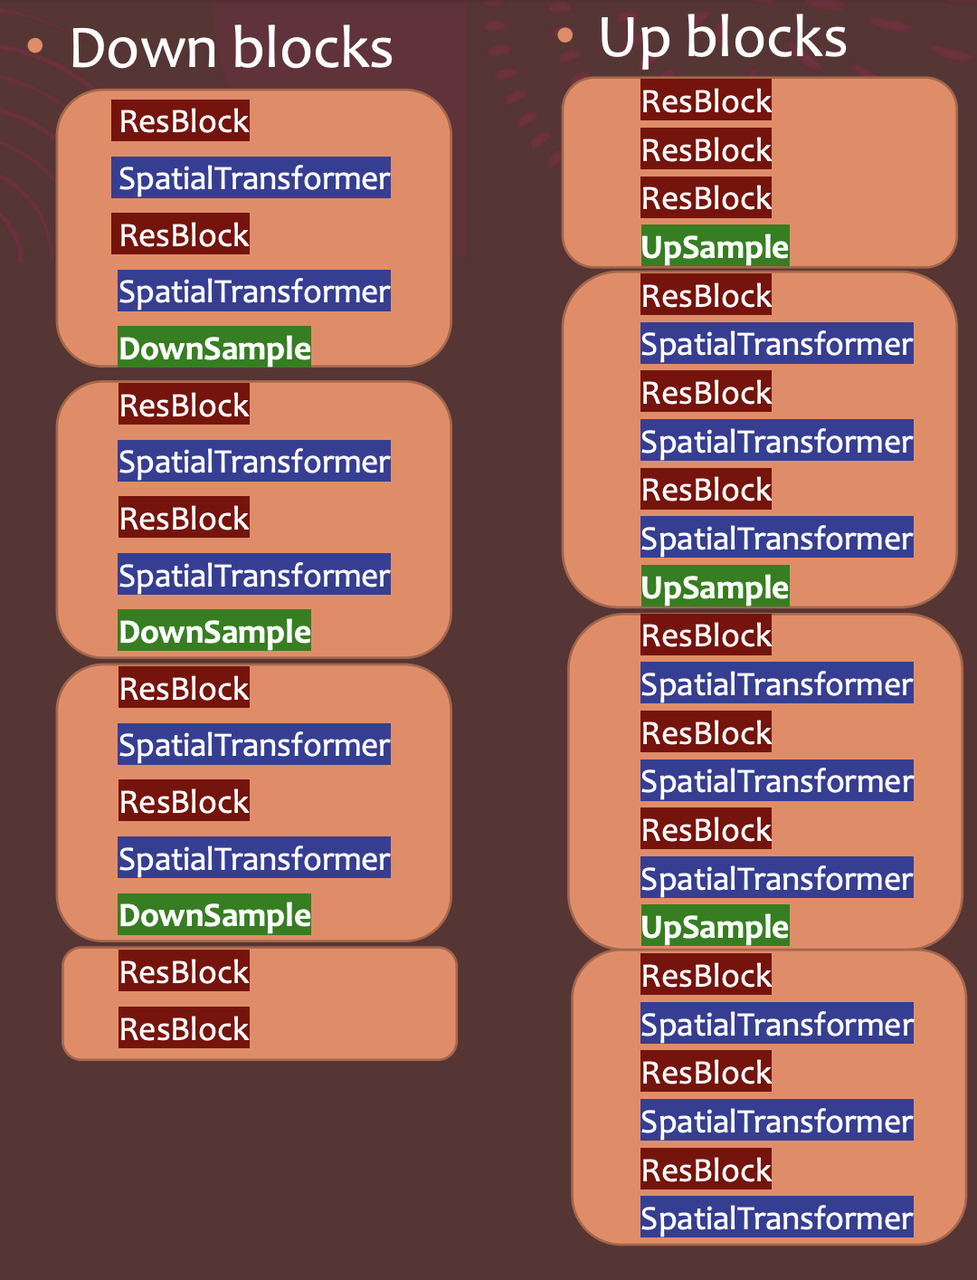 • Down blocks
ResBlock
SpatialTransformer
ResBlock
SpatialTransformer
DownSample
ResBlock
SpatialTransformer
ResBlock
SpatialTransformer
DownSample
ResBlock
SpatialTransformer
ResBlock
SpatialTransformer
DownSample
ResBlock
ResBlock
• Up blocks
ResBlock
ResBlock
ResBlock
UpSample
ResBlock
SpatialTransformer
ResBlock
SpatialTransformer
ResBlock
SpatialTransformer
UpSample
ResBlock
SpatialTransformer
ResBlock
SpatialTransformer
ResBlock
SpatialTransformer
UpSample
ResBlock
SpatialTransformer
ResBlock
SpatialTransformer
ResBlock
SpatialTransformer